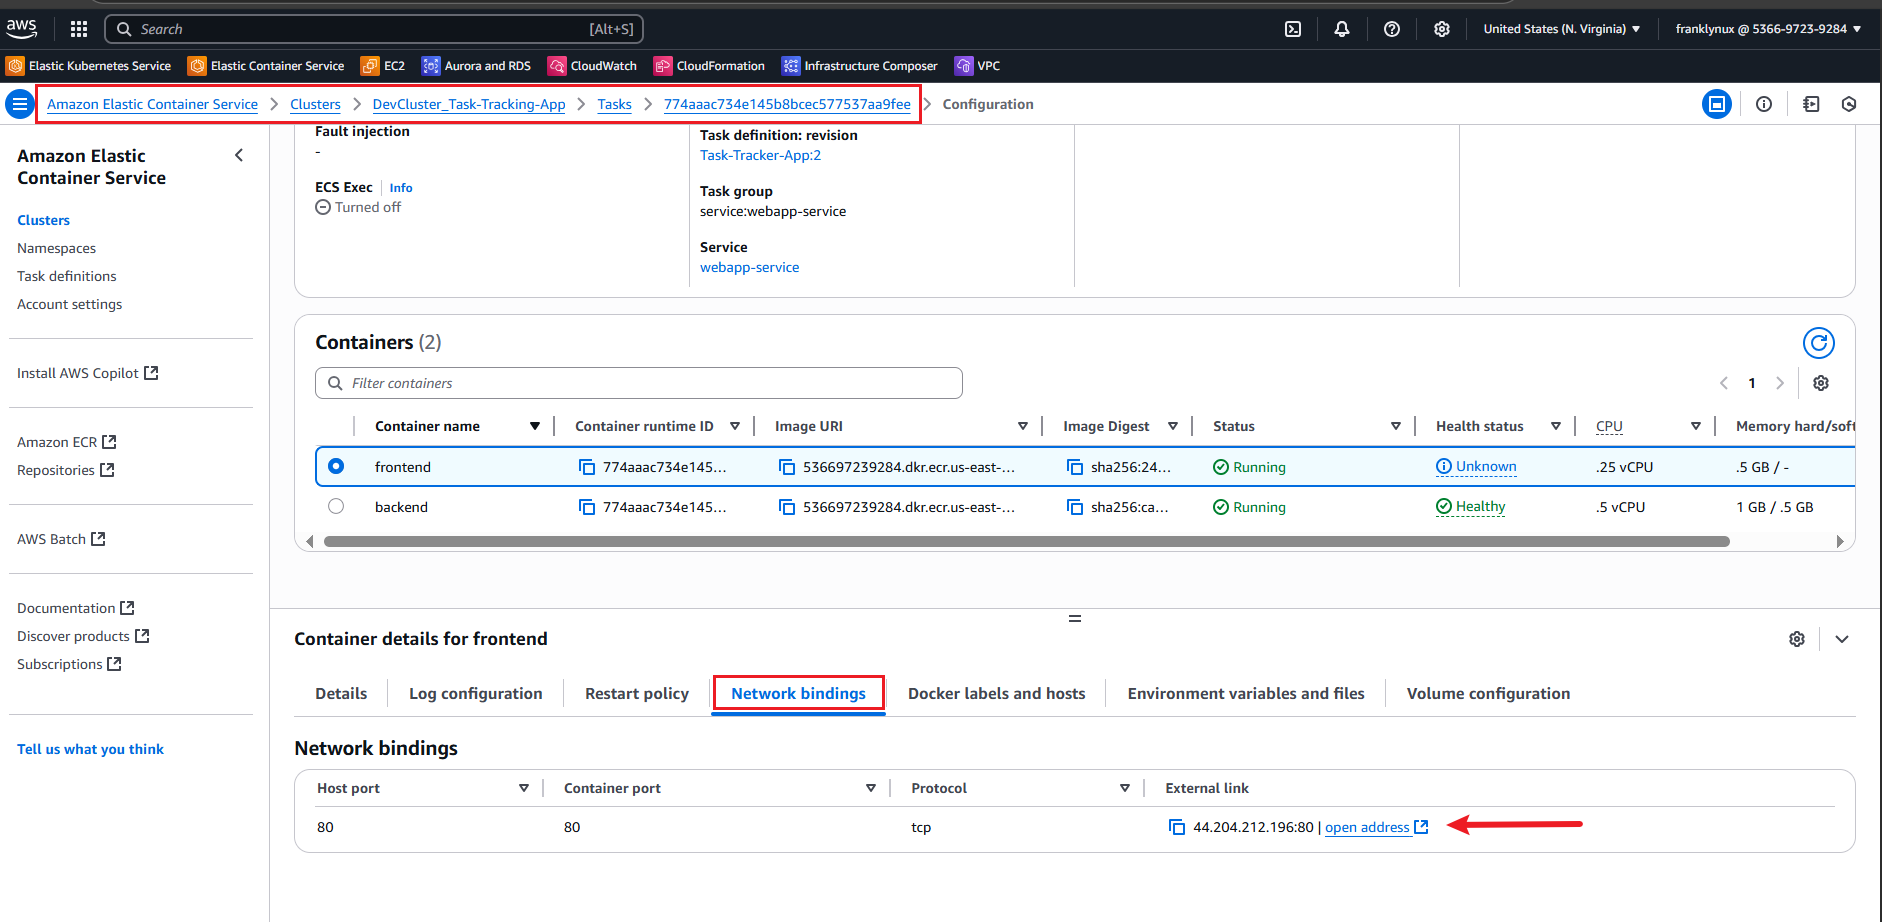 aws
Search [Alt+S]
United States (N. Virginia)
franklynux @ 5366-9723-9284
Elastic Kubernetes Service Elastic Container Service EC2 Aurora and RDS CloudWatch CloudFormation Infrastructure Composer VPC
Amazon Elastic Container Service > Clusters > DevCluster_Task-Tracking-App > Tasks > 774aaac734e145b8bcec577537aa9fee > Configuration
Amazon Elastic
Container Service
Clusters
Namespaces
Task definitions
Account settings
Install AWS Copilot
Amazon ECR
Repositories
AWS Batch
Documentation
Discover products
Subscriptions
Tell us what you think
Fault injection
-
ECS Exec Info
Turned off
Task definition: revision
Task-Tracker-App:2
Task group
service:webapp-service
Service
webapp-service
Containers (2)
Filter containers
1
Container name Container runtime ID Image URI Image Digest Status Health status CPU Memory hard/soft
frontend 774aaac734e145... 536697239284.dkr.ecr.us-east-... sha256:24... Running Unknown .25 vCPU .5 GB / -
backend 774aaac734e145... 536697239284.dkr.ecr.us-east-... sha256:ca... Running Healthy .5 vCPU 1 GB / .5 GB
Container details for frontend
Details Log configuration Restart policy Network bindings Docker labels and hosts Environment variables and files Volume configuration
Network bindings
Host port Container port Protocol External link
80 80 tcp 44.204.212.196:80 | open address